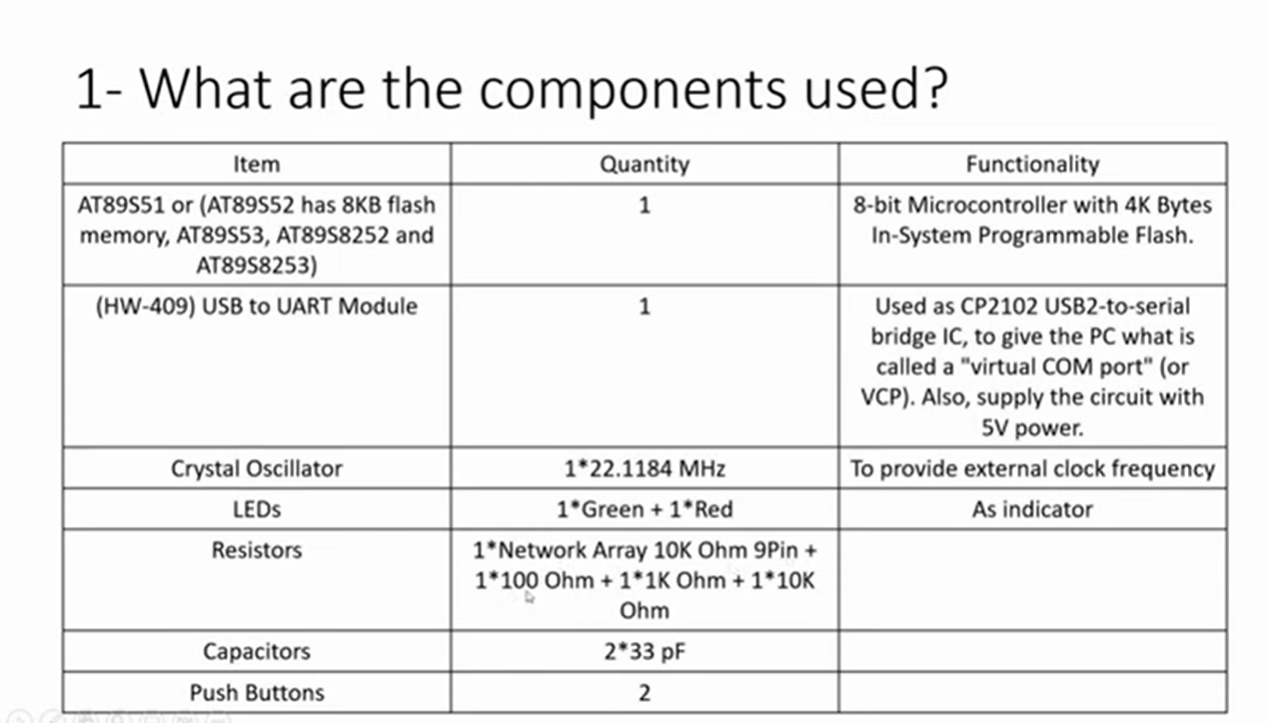 1- What are the components used?
Item
Quantity
Functionality
AT89S51 or (AT89S52 has 8KB flash
memory, AT89S53, AT89S8252 and
AT89S8253)
1
8-bit Microcontroller with 4K Bytes
In-System Programmable Flash.
(HW-409) USB to UART Module
1
Used as CP2102 USB2-to-serial
bridge IC, to give the PC what is
called a "virtual COM port" (or
VCP). Also, supply the circuit with
5V power.
Crystal Oscillator
1*22.1184 MHz
To provide external clock frequency
LEDs
1*Green + 1*Red
As indicator
Resistors
1*Network Array 10K Ohm 9Pin +
1*100 Ohm + 1*1K Ohm + 1*10K
Ohm
Capacitors
2*33 pF
Push Buttons
2